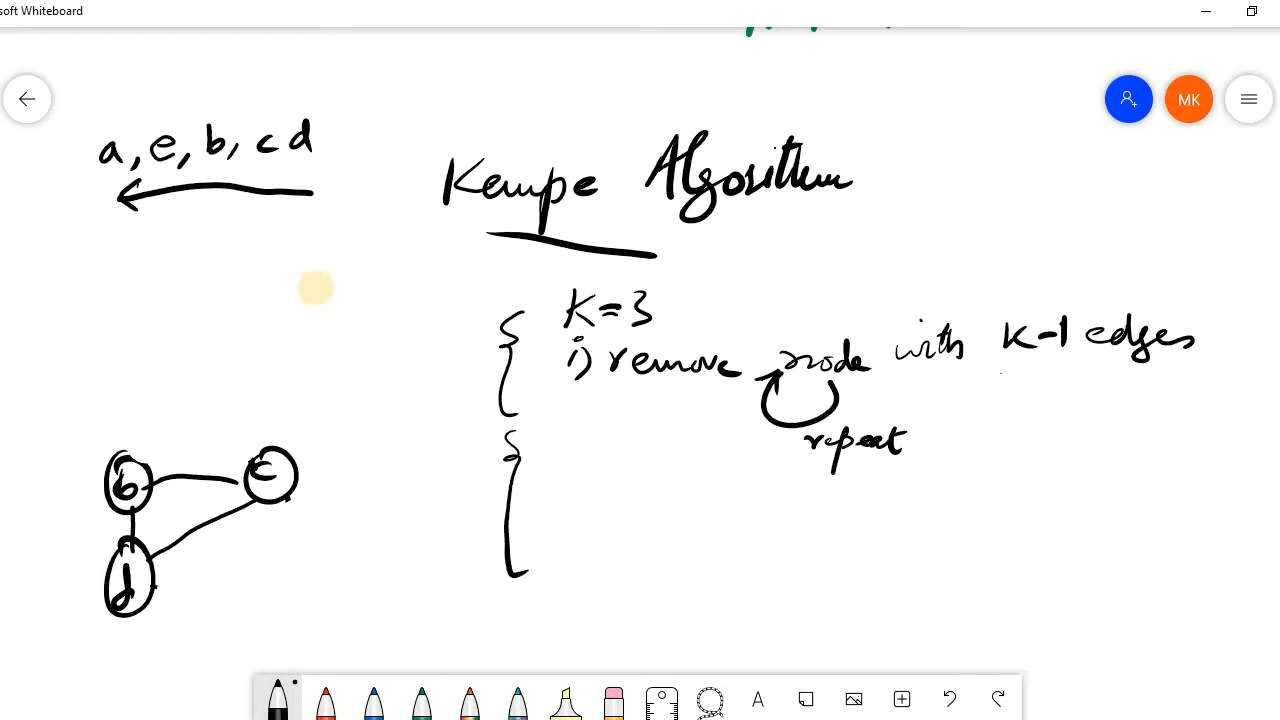 soft Whiteboard
MK
a, e, b, c d
Kempe Algorithm
K=3
i) remove node with K-1 edges
repeat
b c
d
A